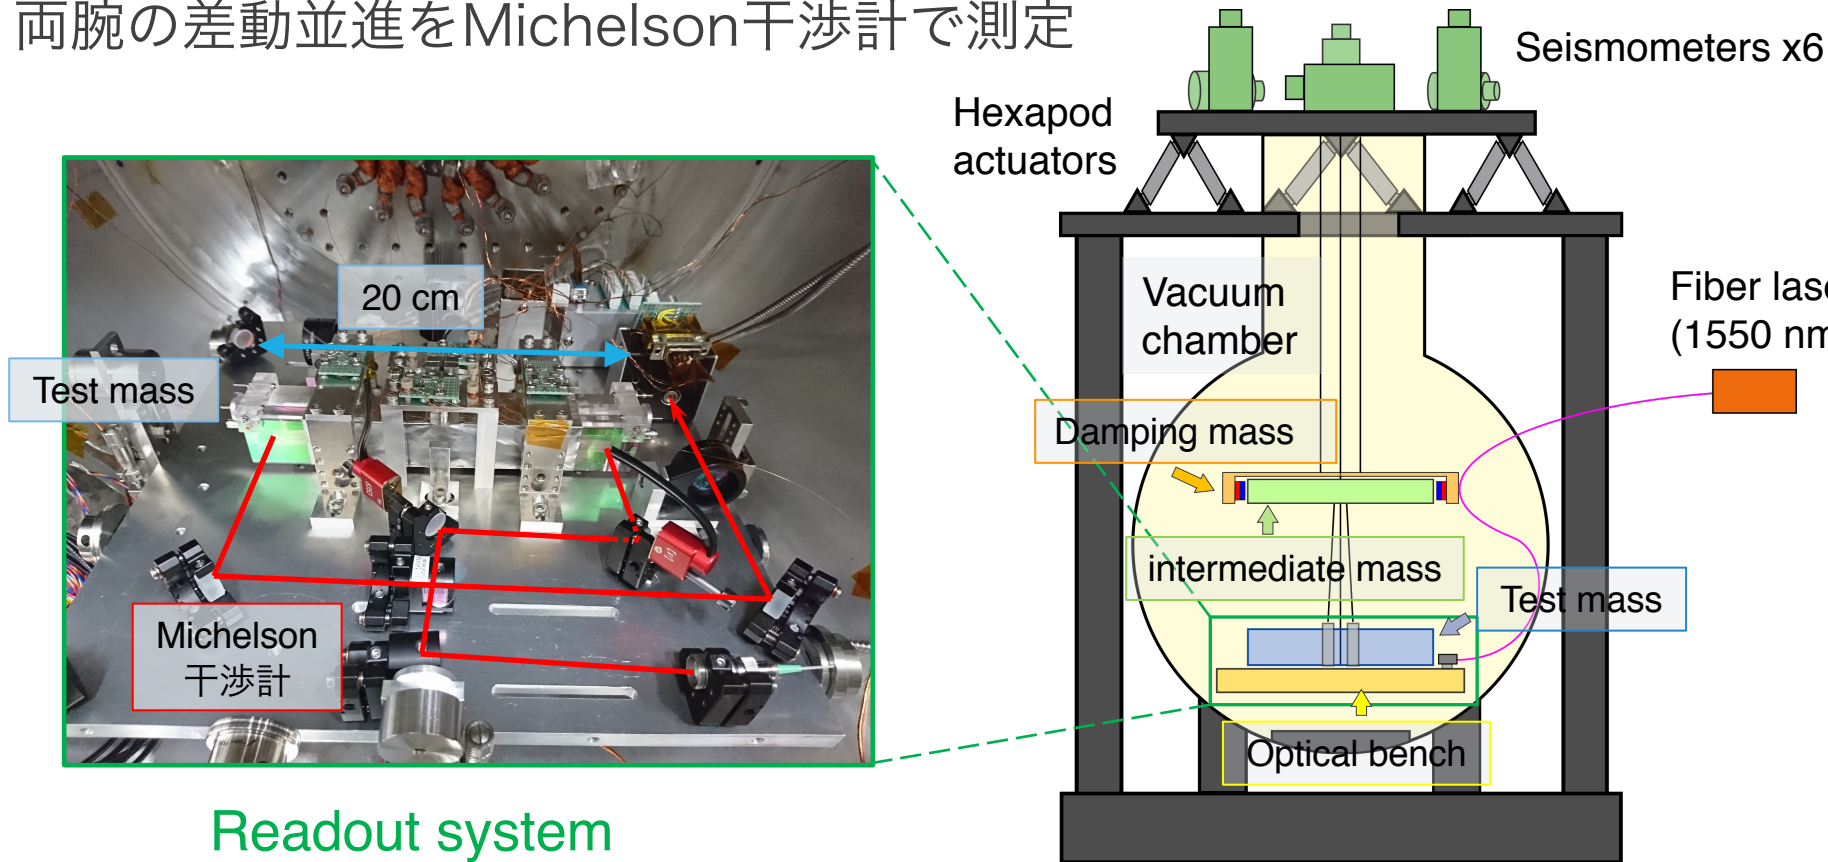 両腕の差動並進をMichelson干渉計で測定
Seismometers x6
Hexapod
actuators
20 cm
Vacuum
chamber
Fiber lase
(1550 nm
Test mass
Damping mass
intermediate mass
Test mass
Michelson
干渉計
Optical bench
Readout system